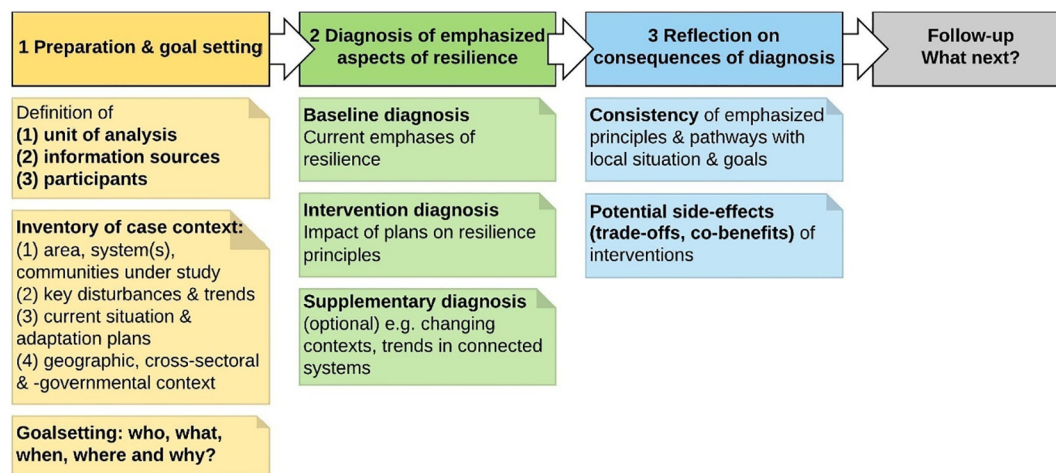 1 Preparation & goal setting
2 Diagnosis of emphasized
aspects of resilience
3 Reflection on
consequences of diagnosis
Follow-up
What next?
Definition of
(1) unit of analysis
(2) information sources
(3) participants
Inventory of case context:
(1) area, system(s),
communities under study
(2) key disturbances & trends
(3) current situation &
adaptation plans
(4) geographic, cross-sectoral
& -governmental context
Goalsetting: who, what,
when, where and why?
Baseline diagnosis
Current emphases of
resilience
Intervention diagnosis
Impact of plans on resilience
principles
Supplementary diagnosis
(optional) e.g. changing
contexts, trends in connected
systems
Consistency of emphasized
principles & pathways with
local situation & goals
Potential side-effects
(trade-offs, co-benefits) of
interventions